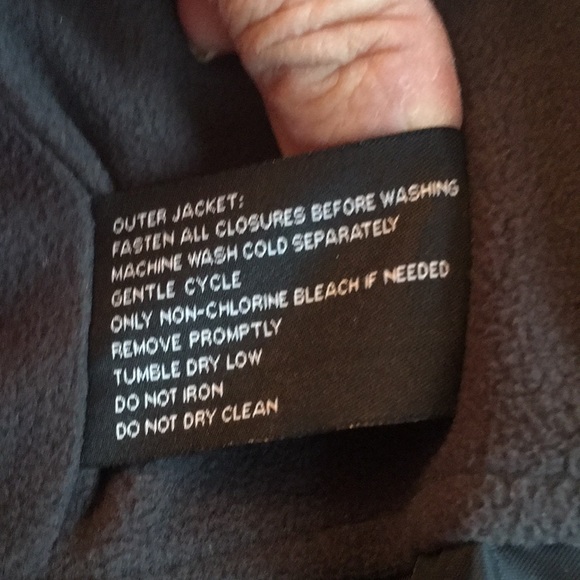 OUTER JACKET:
FASTEN ALL CLOSURES BEFORE WASHING
MACHINE WASH COLD SEPARATELY
GENTLE CYCLE
ONLY NON-CHLORINE BLEACH IF NEEDED
REMOVE PROMPTLY
TUMBLE DRY LOW
DO NOT IRON
DO NOT DRY CLEAN